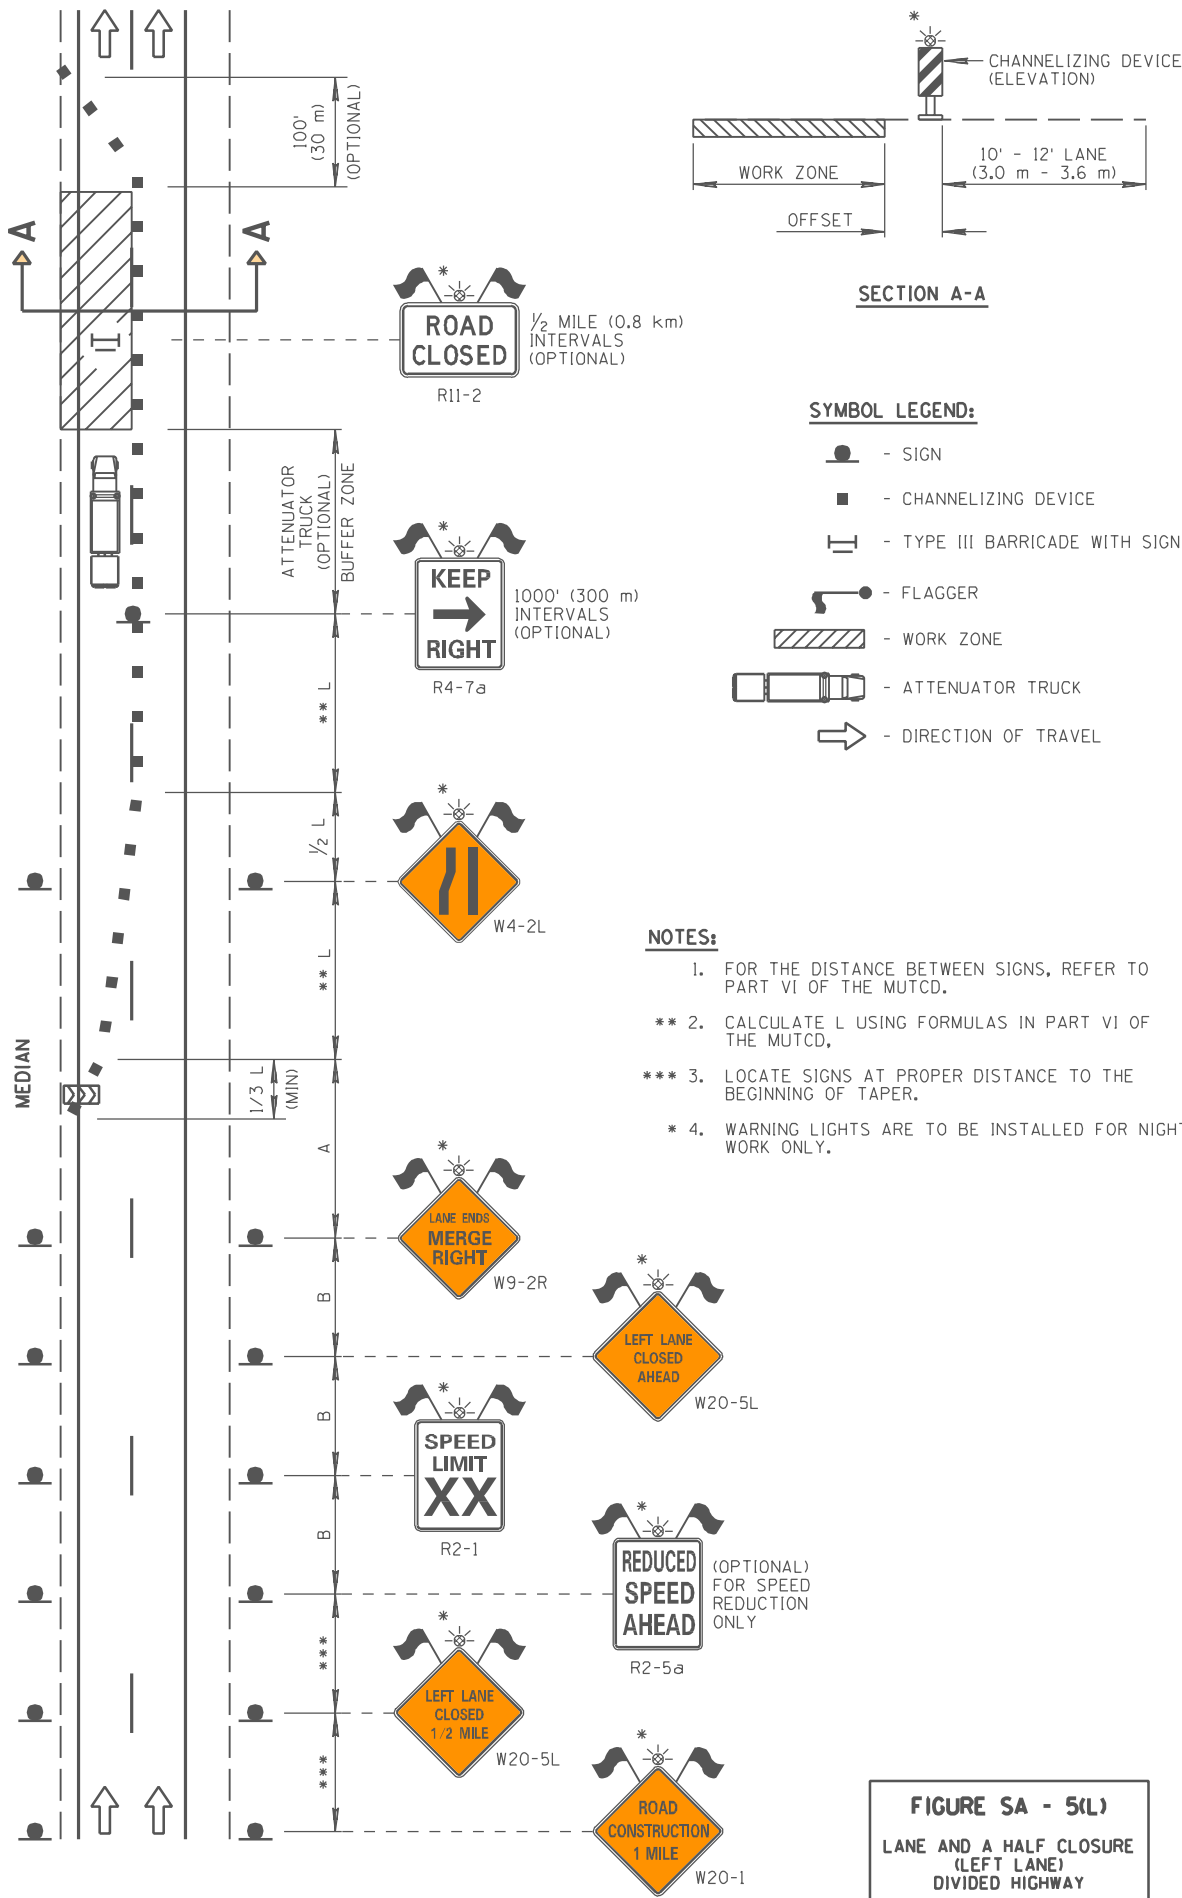 *
CHANNELIZING DEVICE
(ELEVATION)
100'
(30 m)
(OPTIONAL)
WORK ZONE
10' - 12' LANE
(3.0 m - 3.6 m)
OFFSET
SECTION A-A
A
A
*
ROAD
CLOSED
R11-2
1/2 MILE (0.8 km)
INTERVALS
(OPTIONAL)
SYMBOL LEGEND:
- SIGN
- CHANNELIZING DEVICE
- TYPE III BARRICADE WITH SIGN
- FLAGGER
- WORK ZONE
- ATTENUATOR TRUCK
- DIRECTION OF TRAVEL
ATTENUATOR
TRUCK
(OPTIONAL)
BUFFER ZONE
*
KEEP
RIGHT
R4-7a
1000' (300 m)
INTERVALS
(OPTIONAL)
** L
*
1/2 L
W4-2L
** L
NOTES:
1. FOR THE DISTANCE BETWEEN SIGNS, REFER TO
PART VI OF THE MUTCD.
** 2. CALCULATE L USING FORMULAS IN PART VI OF
THE MUTCD.
*** 3. LOCATE SIGNS AT PROPER DISTANCE TO THE
BEGINNING OF TAPER.
* 4. WARNING LIGHTS ARE TO BE INSTALLED FOR NIGHT
WORK ONLY.
MEDIAN
1/3 L
(MIN)
A
*
LANE ENDS
MERGE
RIGHT
W9-2R
B
*
LEFT LANE
CLOSED
AHEAD
W20-5L
B
*
SPEED
LIMIT
XX
R2-1
B
*
REDUCED
SPEED
AHEAD
R2-5a
(OPTIONAL)
FOR SPEED
REDUCTION
ONLY
***
*
LEFT LANE
CLOSED
1/2 MILE
W20-5L
***
*
ROAD
CONSTRUCTION
1 MILE
W20-1
FIGURE SA - 5(L)
LANE AND A HALF CLOSURE
(LEFT LANE)
DIVIDED HIGHWAY